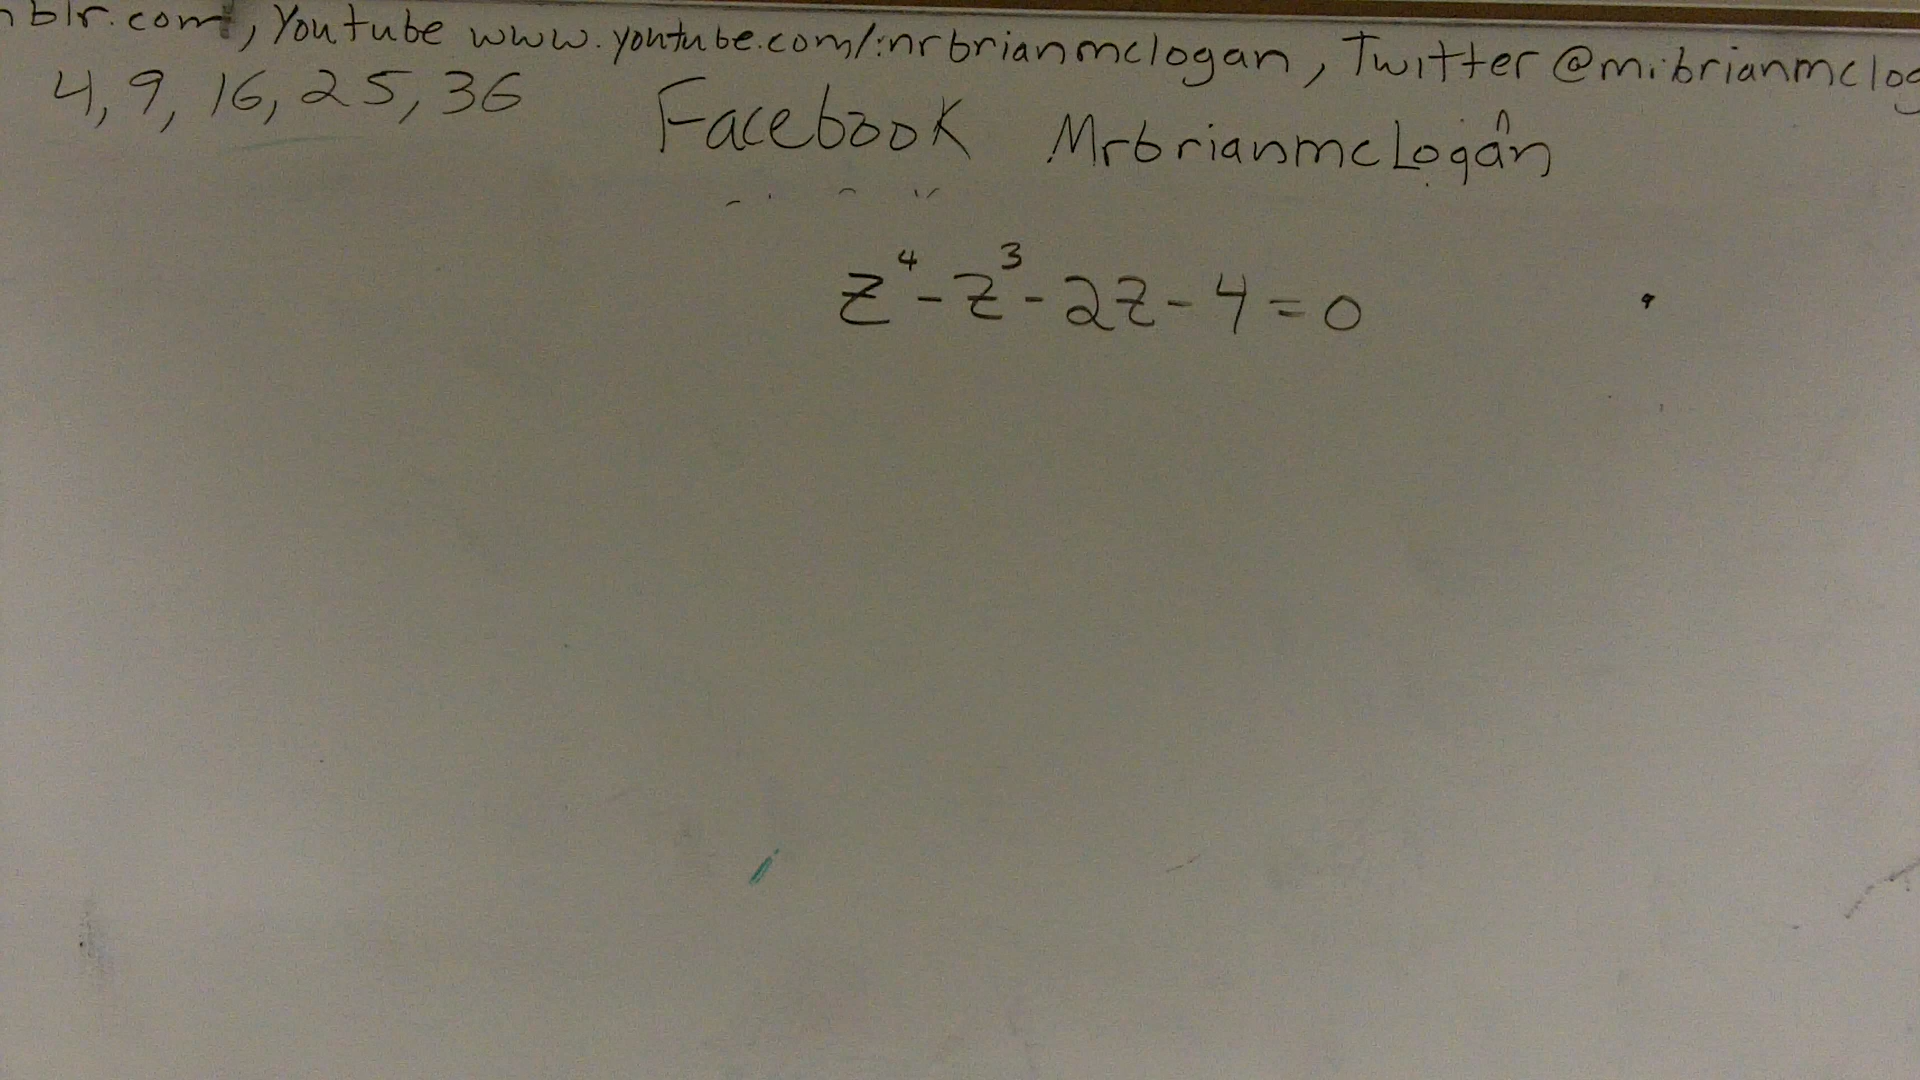 blr.com, YouTube www.youtube.com/mrbrianmclogan, Twitter @mrbrianmclog
4, 9, 16, 25, 36
Facebook MrbrianmcLogan
z⁴ - z³ - 2z - 4 = 0